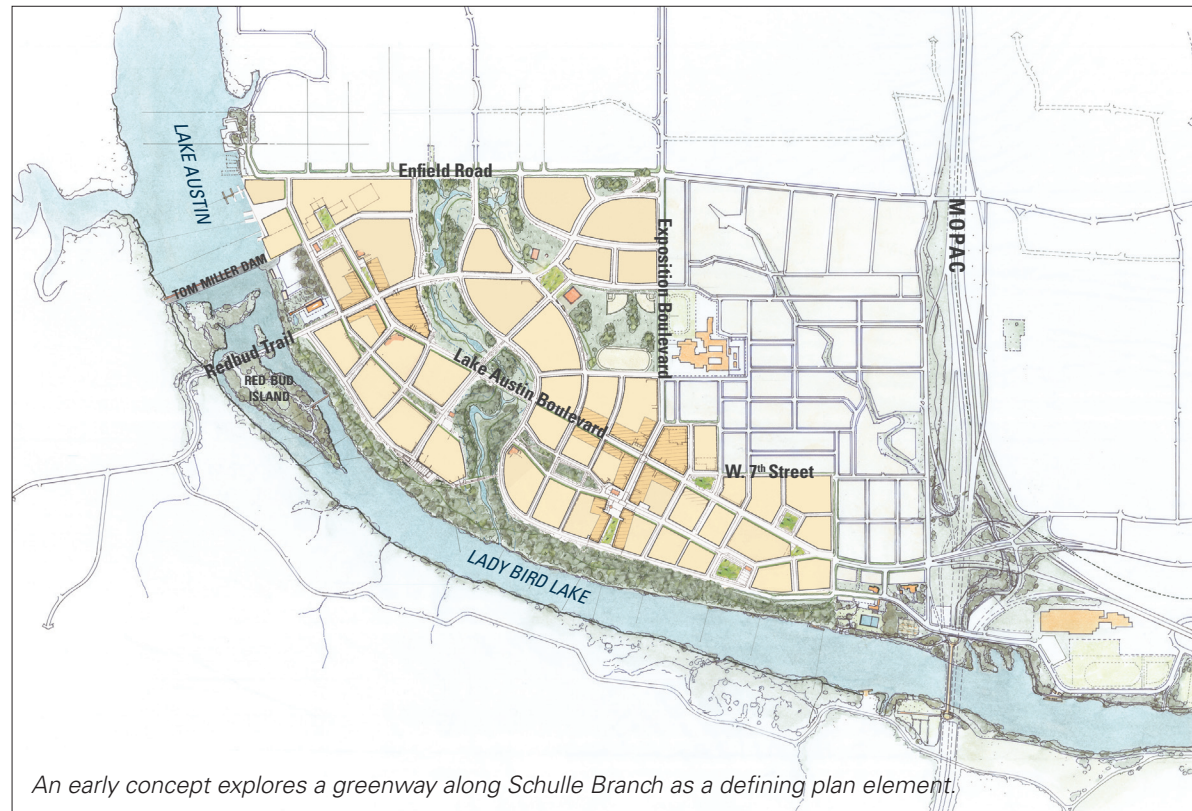 LAKE AUSTIN
Enfield Road
MOPAC
Exposition Boulevard
TOM MILLER DAM
Redbud Trail
RED BUD
ISLAND
Lake Austin Boulevard
W. 7th Street
LADY BIRD LAKE
An early concept explores a greenway along Schulle Branch as a defining plan element.